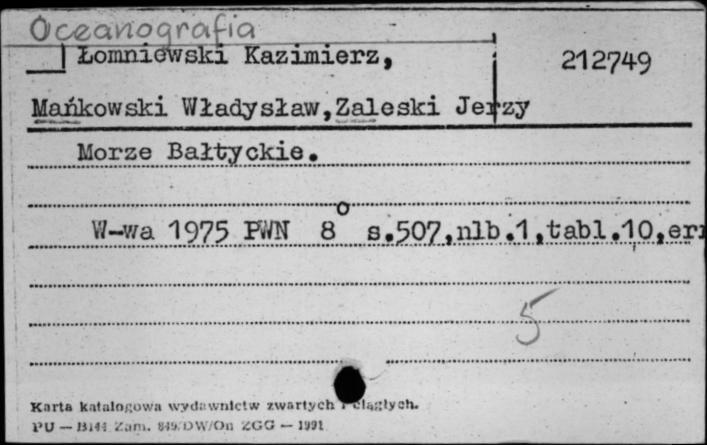 Oceanografia
Łomniewski Kazimierz, 212749
Mańkowski Władysław,Zaleski Jerzy
Morze Bałtyckie.
W-wa 1975 PWN 8° s.507,nlb.1,tabl.10,err
5
Karta katalogowa wydawnictw zwartych i ciągłych.
PU — B144 Zam. 849/DW/On ZGG — 1991